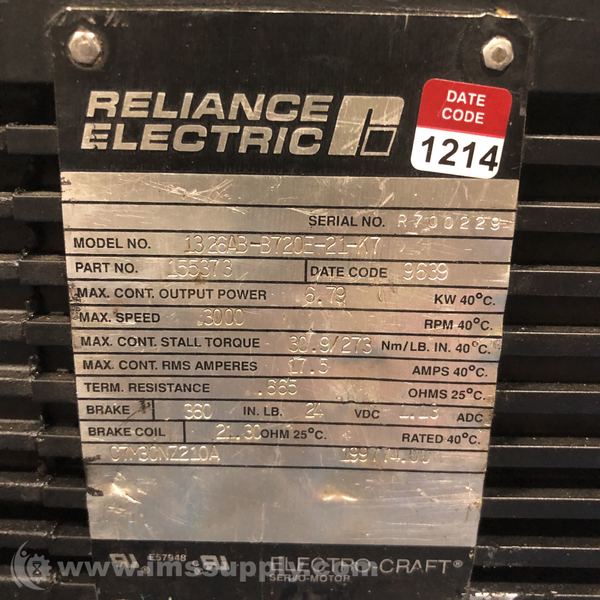 RELIANCE
ELECTRIC
DATE
CODE
1214
SERIAL NO. R700229
MODEL NO. 1326AB-B720F-21-K7
PART NO. 155373 DATE CODE 9639
MAX. CONT. OUTPUT POWER 6.79 KW 40°C.
MAX. SPEED 3000 RPM 40°C.
MAX. CONT. STALL TORQUE 30.9/273 Nm/LB. IN. 40°C.
MAX. CONT. RMS AMPERES 17.5 AMPS 40°C.
TERM. RESISTANCE .665 OHMS 25°C.
BRAKE 360 IN. LB. 24 VDC ADC
BRAKE COIL 21.30 OHM 25°C. RATED 40°C.
E57948
ELECTRO-CRAFT®
SERVO-MOTOR
www.imssupply.com